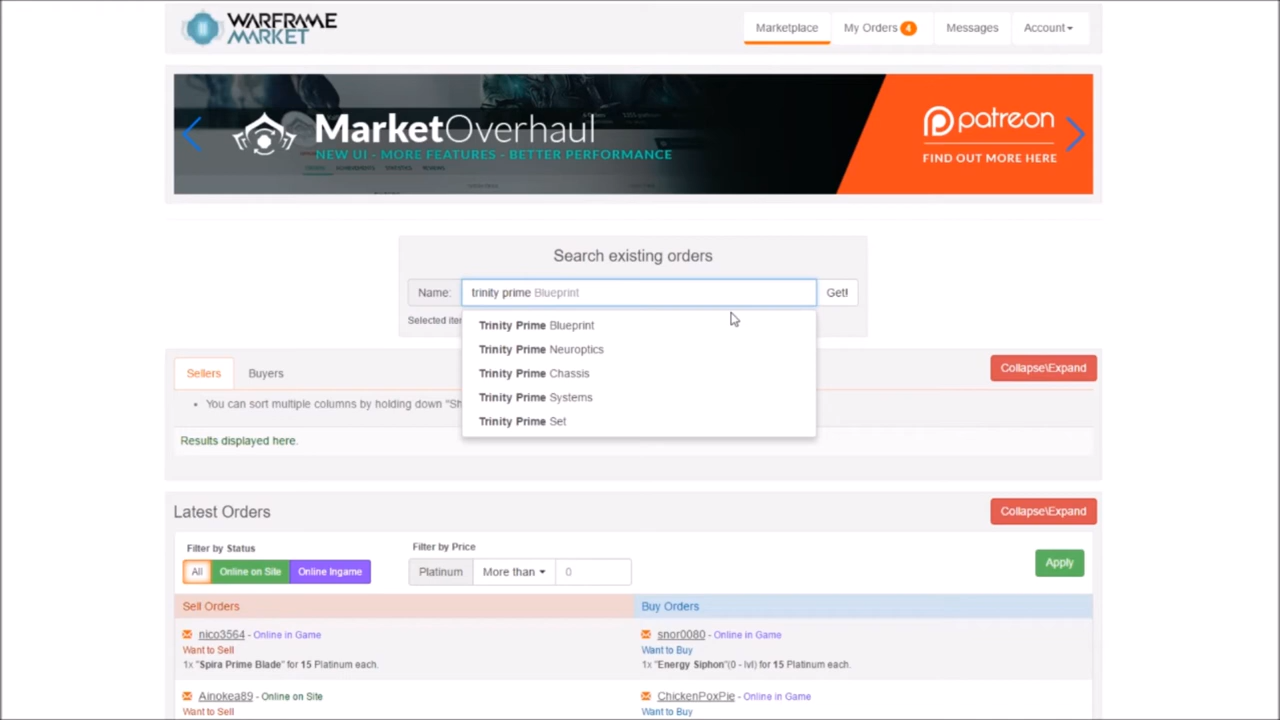 WARFRAME
MARKET
Marketplace
My Orders 4
Messages
Account
MarketOverhaul
NEW UI - MORE FEATURES - BETTER PERFORMANCE
patreon
FIND OUT MORE HERE
Search existing orders
Name: trinity prime Blueprint Get!
Selected
Trinity Prime Blueprint
Trinity Prime Neuroptics
Trinity Prime Chassis
Trinity Prime Systems
Trinity Prime Set
Sellers Buyers Collapse\Expand
• You can sort multiple columns by holding down
Results displayed here.
Latest Orders Collapse\Expand
Filter by Status Filter by Price
All Online on Site Online Ingame Platinum More than 0 Apply
Sell Orders Buy Orders
nico3564 - Online in Game
Want to Sell
1x "Spira Prime Blade" for 15 Platinum each.
snor0080 - Online in Game
Want to Buy
1x "Energy Siphon"(0 - lvl) for 15 Platinum each.
Ainokea89 - Online on Site
Want to Sell
ChickenPoxPie - Online in Game
Want to Buy